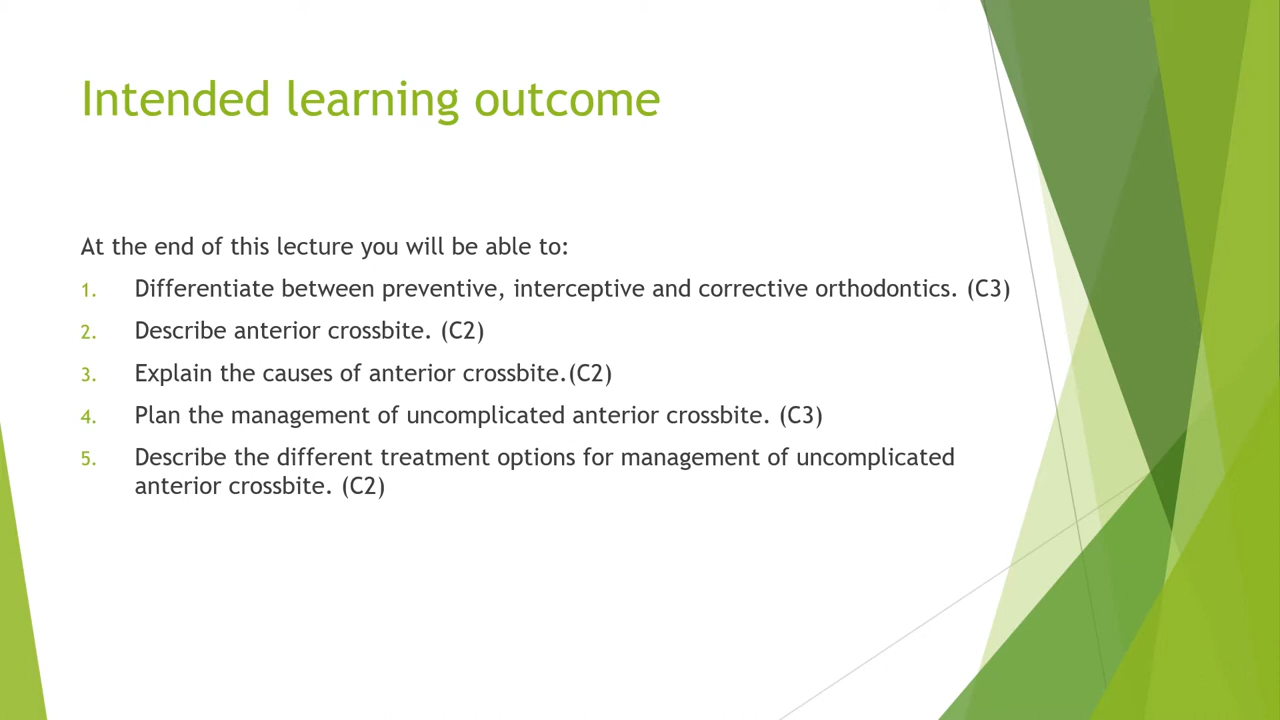 Intended learning outcome
At the end of this lecture you will be able to:
1. Differentiate between preventive, interceptive and corrective orthodontics. (C3)
2. Describe anterior crossbite. (C2)
3. Explain the causes of anterior crossbite.(C2)
4. Plan the management of uncomplicated anterior crossbite. (C3)
5. Describe the different treatment options for management of uncomplicated
anterior crossbite. (C2)